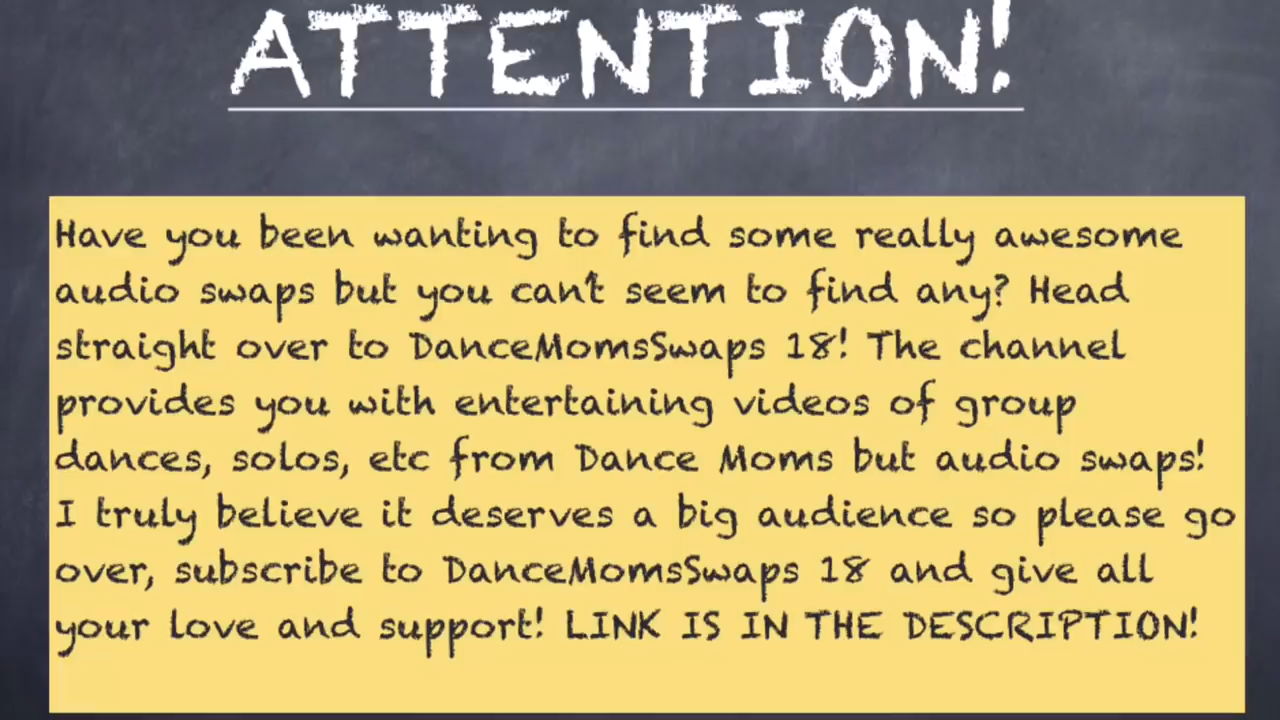 ATTENTION!
Have you been wanting to find some really awesome
audio swaps but you can't seem to find any? Head
straight over to DanceMomsSwaps 18! The channel
provides you with entertaining videos of group
dances, solos, etc from Dance Moms but audio swaps!
I truly believe it deserves a big audience so please go
over, subscribe to DanceMomsSwaps 18 and give all
your love and support! LINK IS IN THE DESCRIPTION!